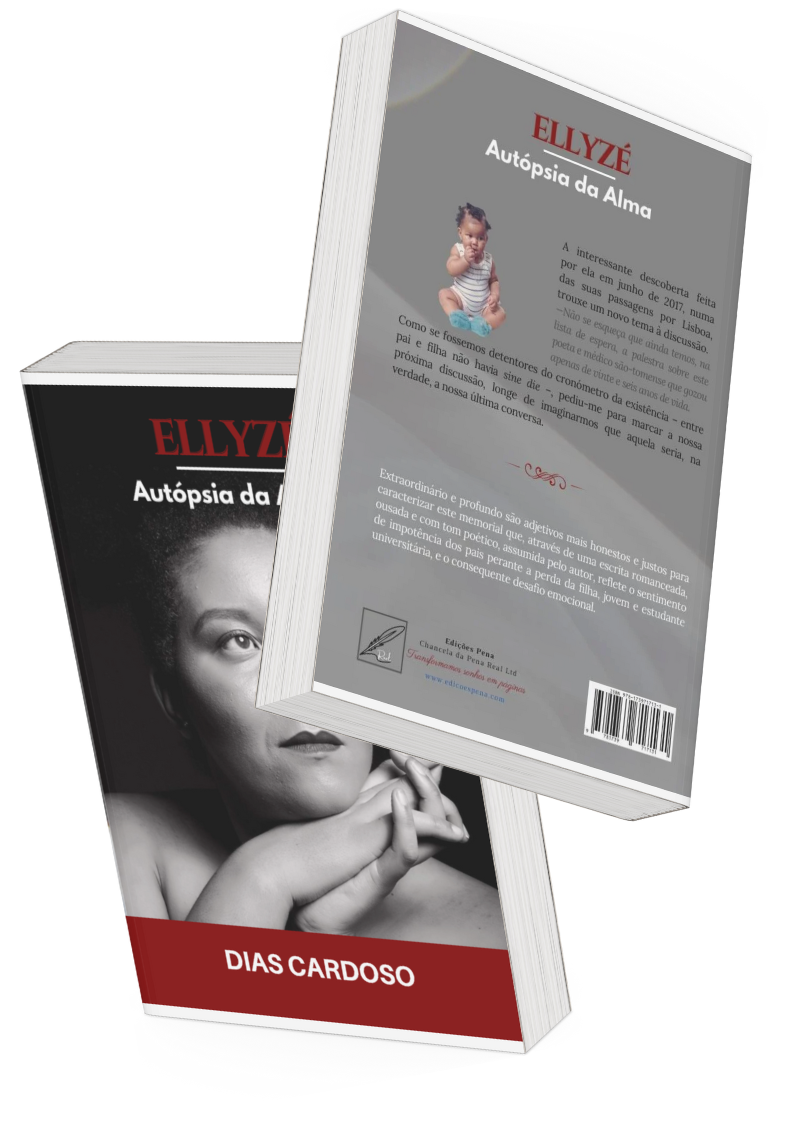 ELLYZÉ
Autópsia da Alma
A interessante descoberta feita
por ela em junho de 2017, numa
das suas passagens por Lisboa,
trouxe um novo tema à discussão.
–Não se esqueça que ainda temos, na
lista de espera, a palestra sobre este
poeta e médico são-tomense que gozou
apenas de vinte e seis anos de vida.
Como se fossemos detentores do cronómetro da existência – entre
pai e filha não havia sine die –, pediu-me para marcar a nossa
próxima discussão, longe de imaginarmos que aquela seria, na
verdade, a nossa última conversa.
Extraordinário e profundo são adjetivos mais honestos e justos para
caracterizar este memorial que, através de uma escrita romanceada,
ousada e com tom poético, assumida pelo autor, reflete o sentimento
de impotência dos pais perante a perda da filha, jovem e estudante
universitária, e o consequente desafio emocional.
Real
Edições Pena
Chancela da Pena Real Ltd
Transformamos sonhos em páginas
www.edicoespena.com
ELLYZÉ
Autópsia da
DIAS CARDOSO